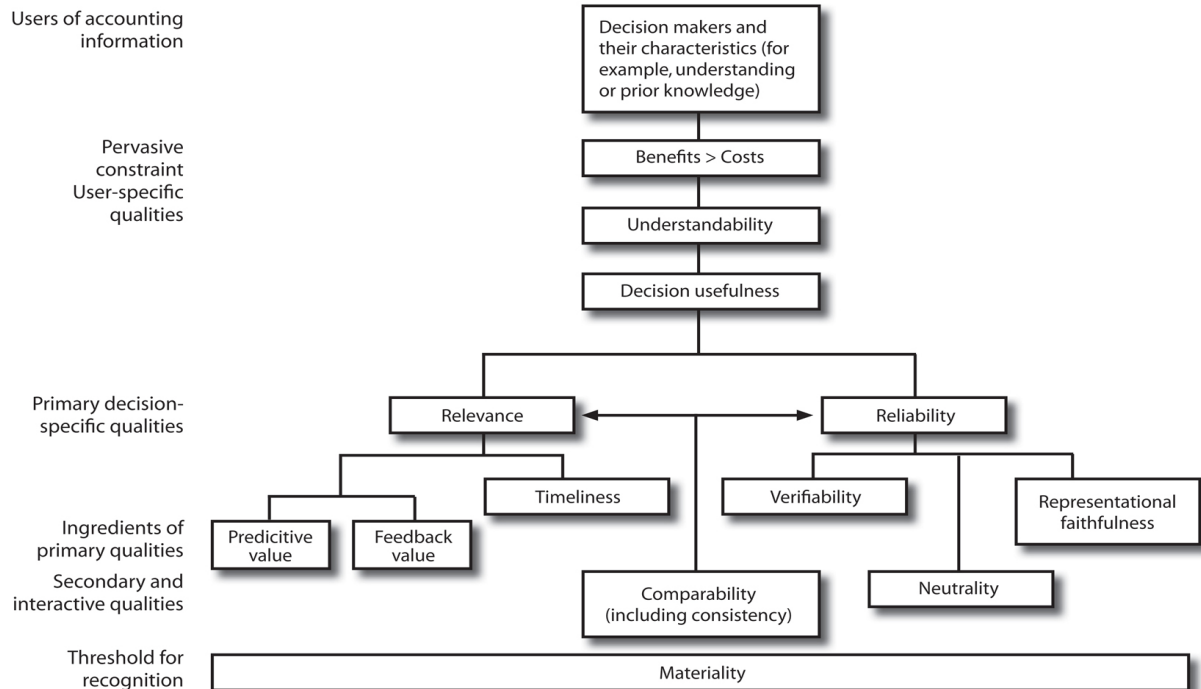 Users of accounting
information
Decision makers and
their characteristics (for
example, understanding
or prior knowledge)
Pervasive
constraint
User-specific
qualities
Benefits > Costs
Understandability
Decision usefulness
Primary decision-
specific qualities
Relevance
Reliability
Timeliness
Verifiability
Representational
faithfulness
Ingredients of
primary qualities
Predicitive
value
Feedback
value
Secondary and
interactive qualities
Comparability
(including consistency)
Neutrality
Threshold for
recognition
Materiality